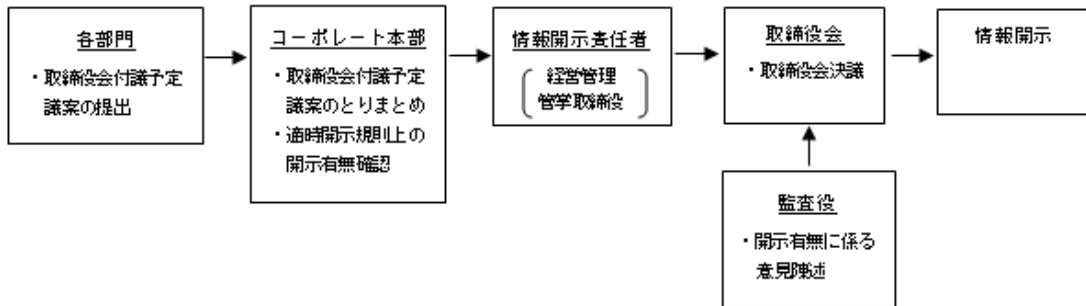 各部門
・取締役会付議予定
議案の提出
コーポレート本部
・取締役会付議予定
議案のとりまとめ
・適時開示規則上の
開示有無確認
情報開示責任者
経営管理
管掌取締役
取締役会
・取締役会決議
情報開示
監査役
・開示有無に係る
意見陳述